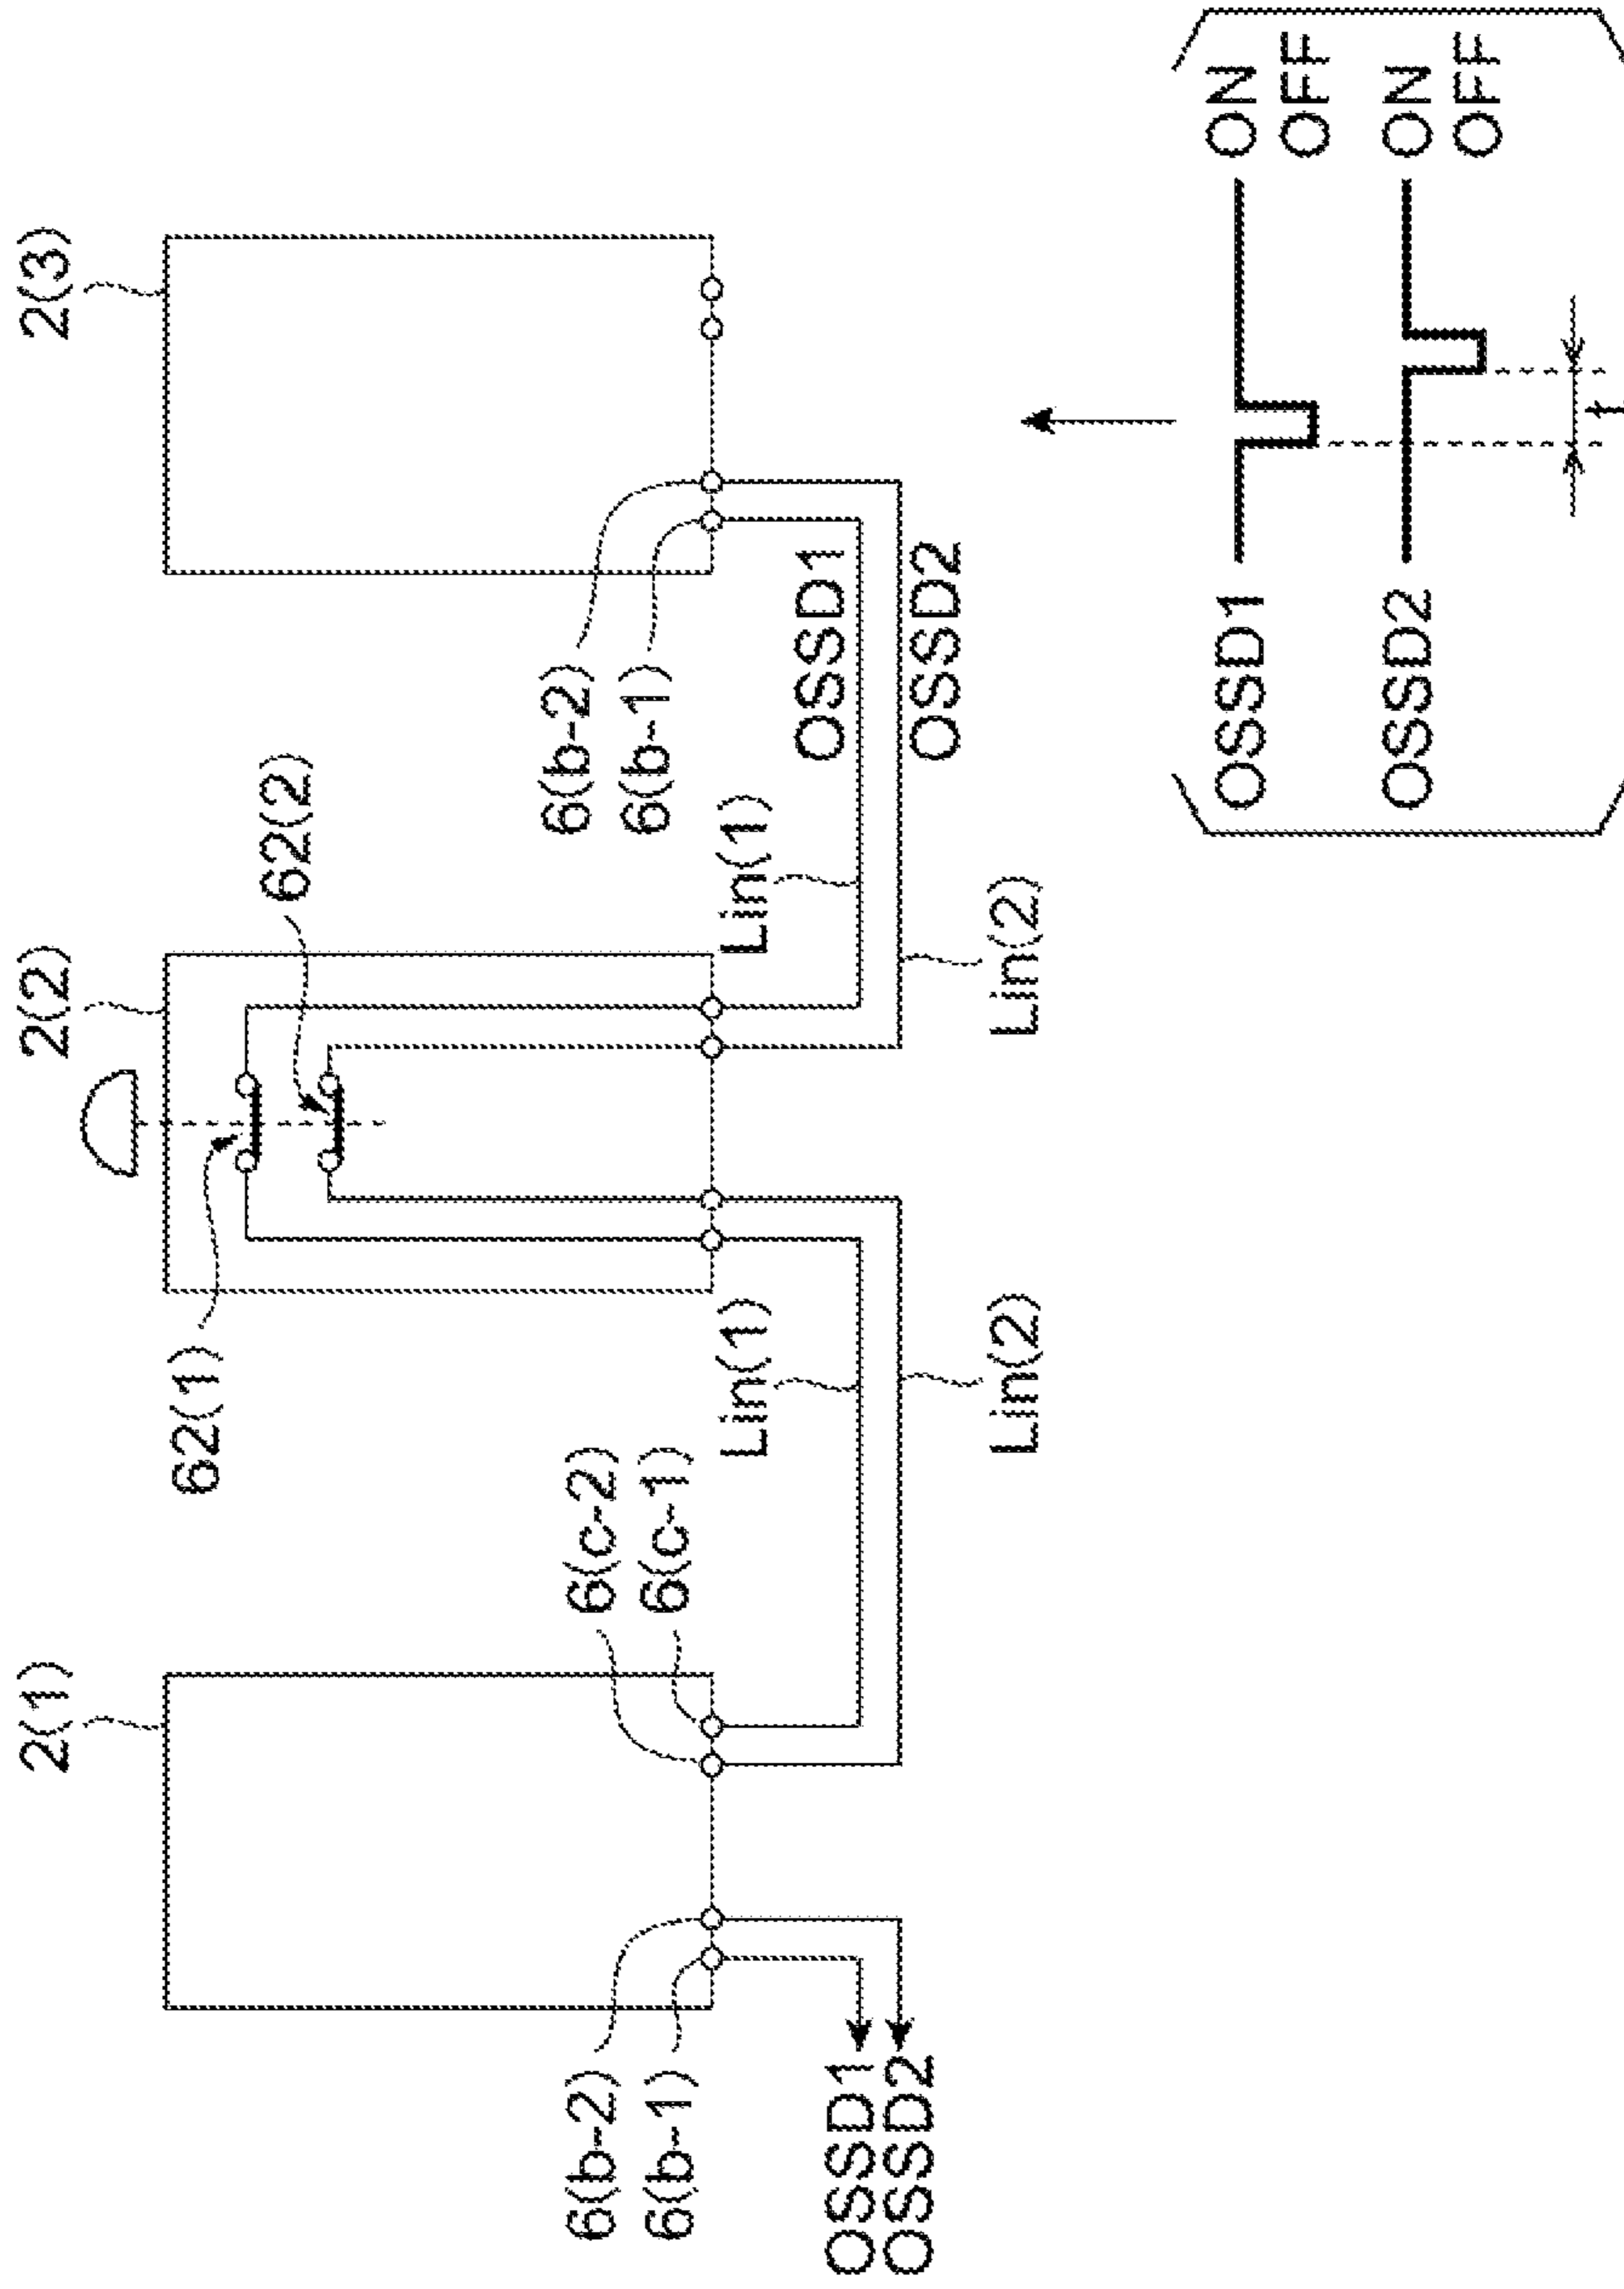 2(1)
2(2)
2(3)
62(1)
62(2)
6(b-2)
6(b-1)
6(c-2)
6(c-1)
6(b-2)
6(b-1)
Lin(1)
Lin(1)
OSSD1
OSSD2
OSSD1
OSSD2
Lin(2)
Lin(2)
OSSD1 ON
OFF
OSSD2 ON
OFF
t